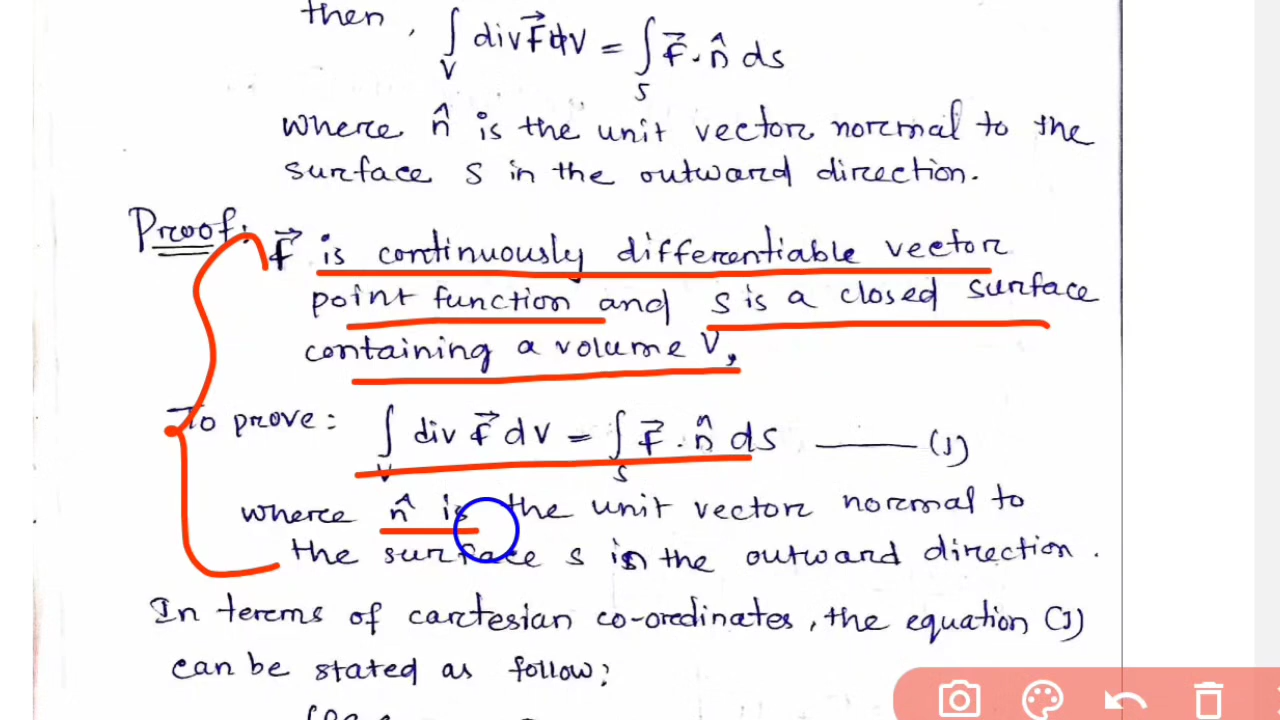 then, ∫_V div F⃗ dV = ∫_S F⃗ . n̂ ds
where n̂ is the unit vector normal to the
surface s in the outward direction.
Proof: F⃗ is continuously differentiable vector
point function and s is a closed surface
containing a volume V,
To prove: ∫_V div F⃗ dV = ∫_S F⃗ . n̂ ds ——— (1)
where n̂ is the unit vector normal to
the surface s in the outward direction.
In terms of cartesian co-ordinates, the equation (1)
can be stated as follow: